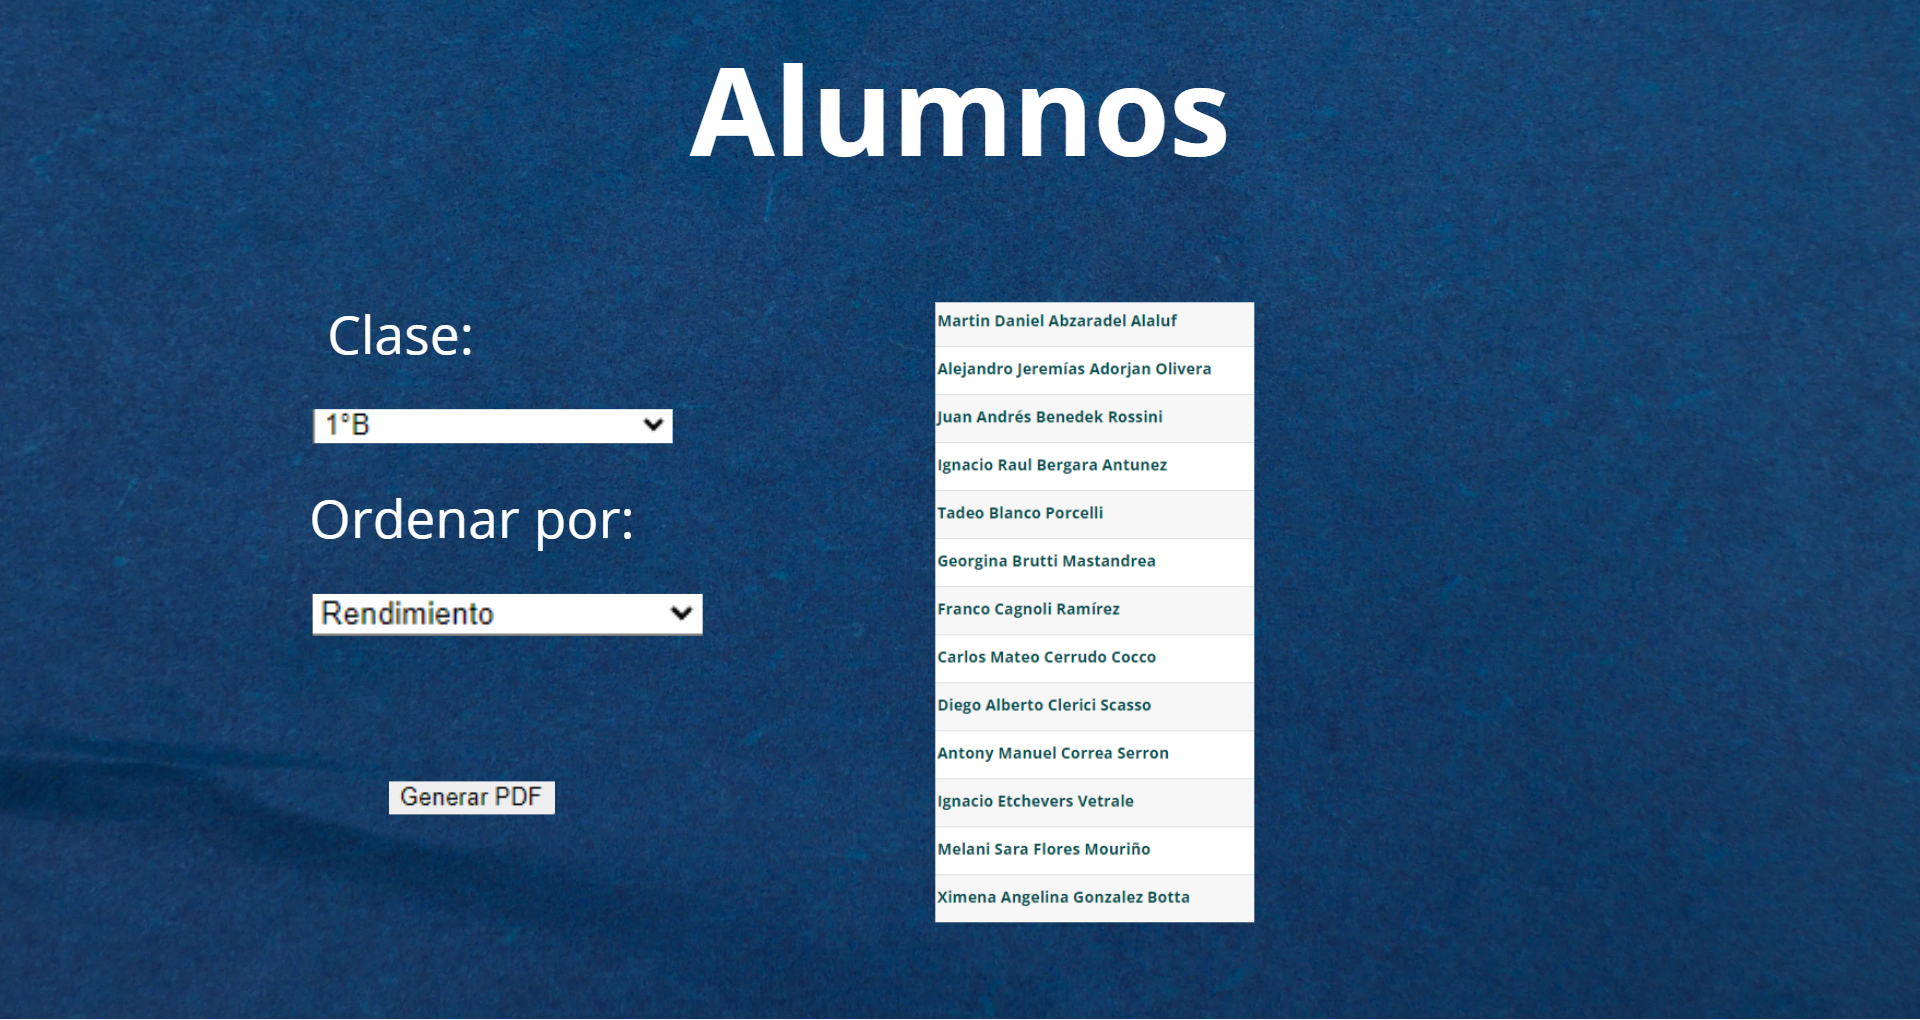 Alumnos
Clase:
1°B
Ordenar por:
Rendimiento
Generar PDF
Martin Daniel Abzaradel Alaluf
Alejandro Jeremías Adorjan Olivera
Juan Andrés Benedek Rossini
Ignacio Raul Bergara Antunez
Tadeo Blanco Porcelli
Georgina Brutti Mastandrea
Franco Cagnoli Ramírez
Carlos Mateo Cerrudo Cocco
Diego Alberto Clerici Scasso
Antony Manuel Correa Serron
Ignacio Etchevers Vetrale
Melani Sara Flores Mouriño
Ximena Angelina Gonzalez Botta